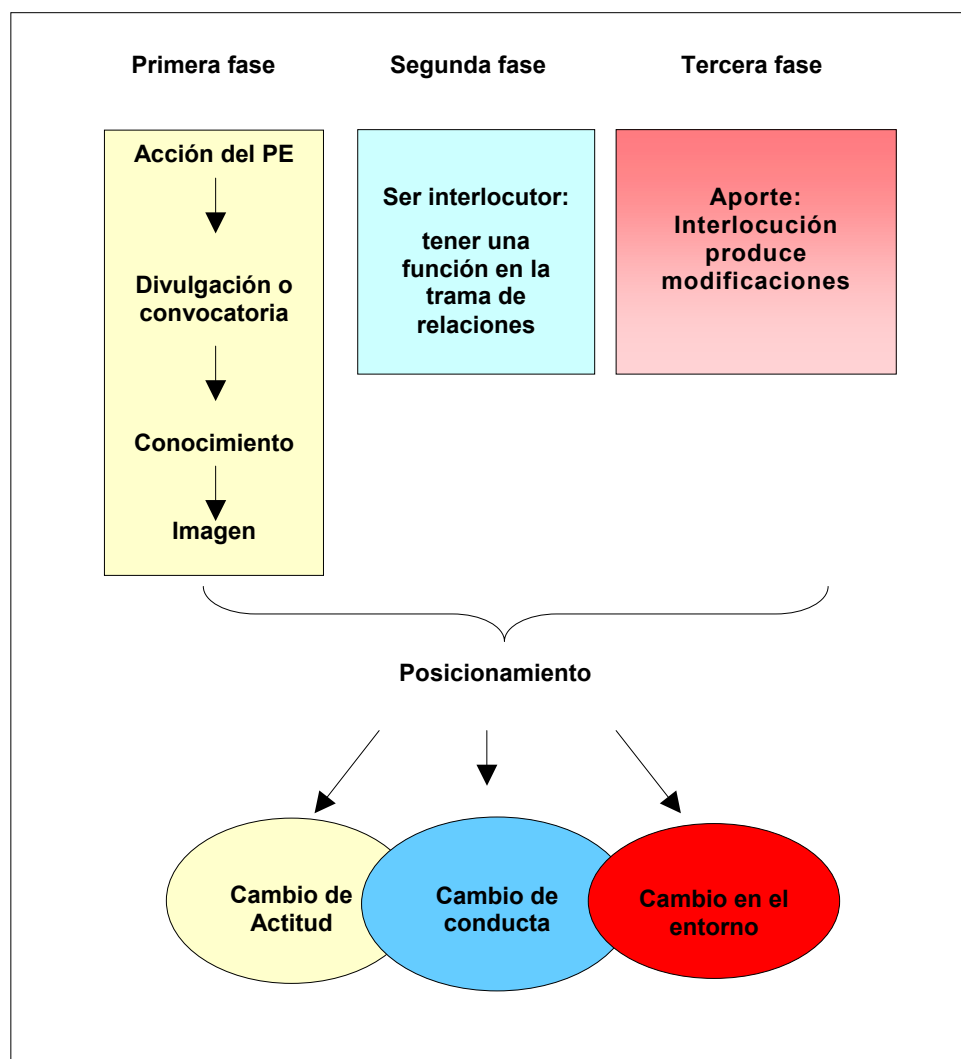 Primera fase
Segunda fase
Tercera fase
Acción del PE
Divulgación o
convocatoria
Conocimiento
Imagen
Ser interlocutor:
tener una
función en la
trama de
relaciones
Aporte:
Interlocución
produce
modificaciones
Posicionamiento
Cambio de
Actitud
Cambio de
conducta
Cambio en el
entorno